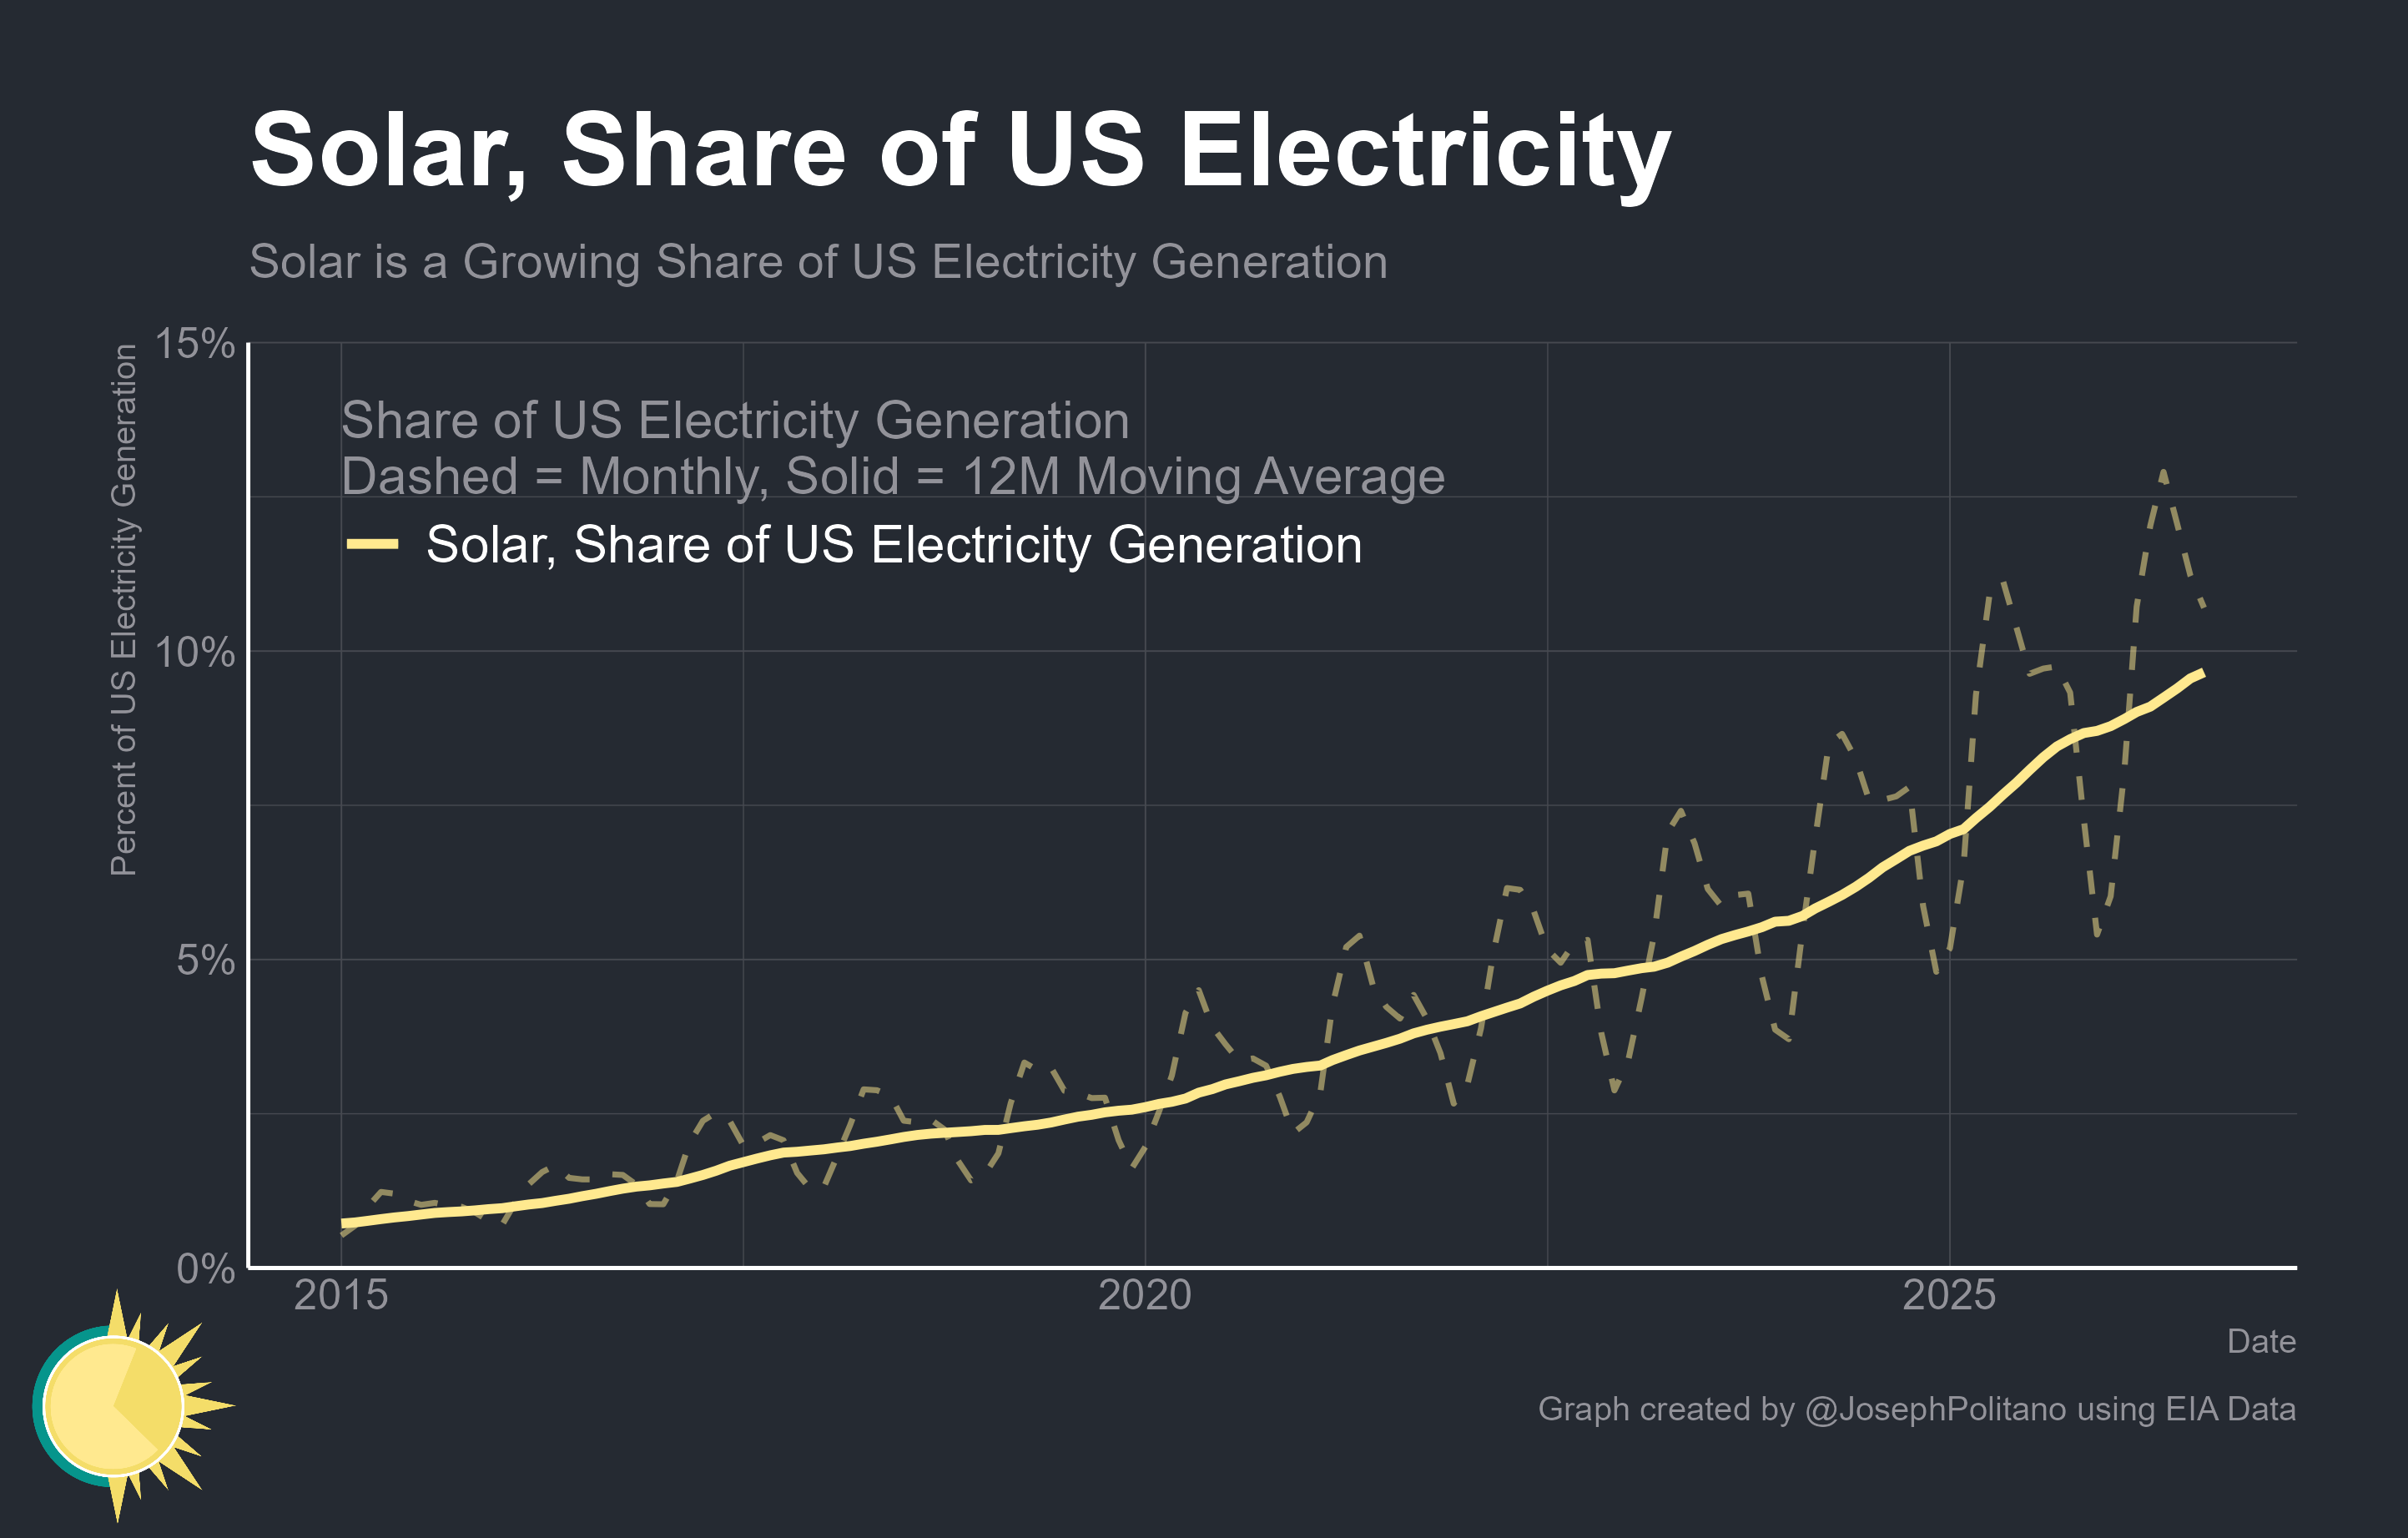 Solar, Share of US Electricity
Solar is a Growing Share of US Electricity Generation
Percent of US Electricity Generation
15%
10%
5%
0%
Share of US Electricity Generation
Dashed = Monthly, Solid = 12M Moving Average
Solar, Share of US Electricity Generation
2015 2020 2025
Date
Graph created by @JosephPolitano using EIA Data